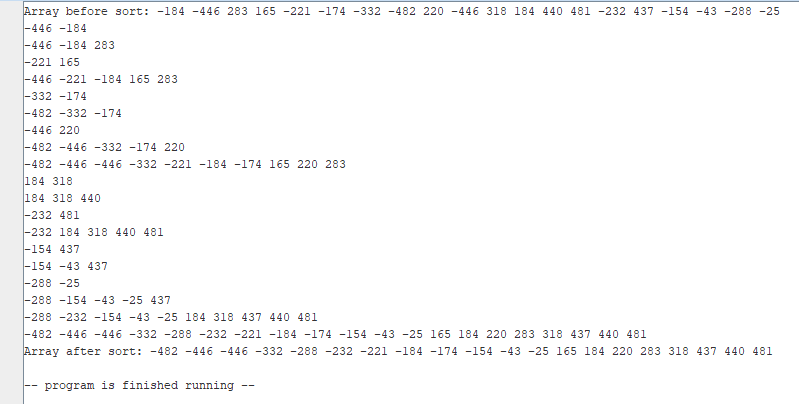 Array before sort: -184 -446 283 165 -221 -174 -332 -482 220 -446 318 184 440 481 -232 437 -154 -43 -288 -25
-446 -184
-446 -184 283
-221 165
-446 -221 -184 165 283
-332 -174
-482 -332 -174
-446 220
-482 -446 -332 -174 220
-482 -446 -446 -332 -221 -184 -174 165 220 283
184 318
184 318 440
-232 481
-232 184 318 440 481
-154 437
-154 -43 437
-288 -25
-288 -154 -43 -25 437
-288 -232 -154 -43 -25 184 318 437 440 481
-482 -446 -446 -332 -288 -232 -221 -184 -174 -154 -43 -25 165 184 220 283 318 437 440 481
Array after sort: -482 -446 -446 -332 -288 -232 -221 -184 -174 -154 -43 -25 165 184 220 283 318 437 440 481
-- program is finished running --